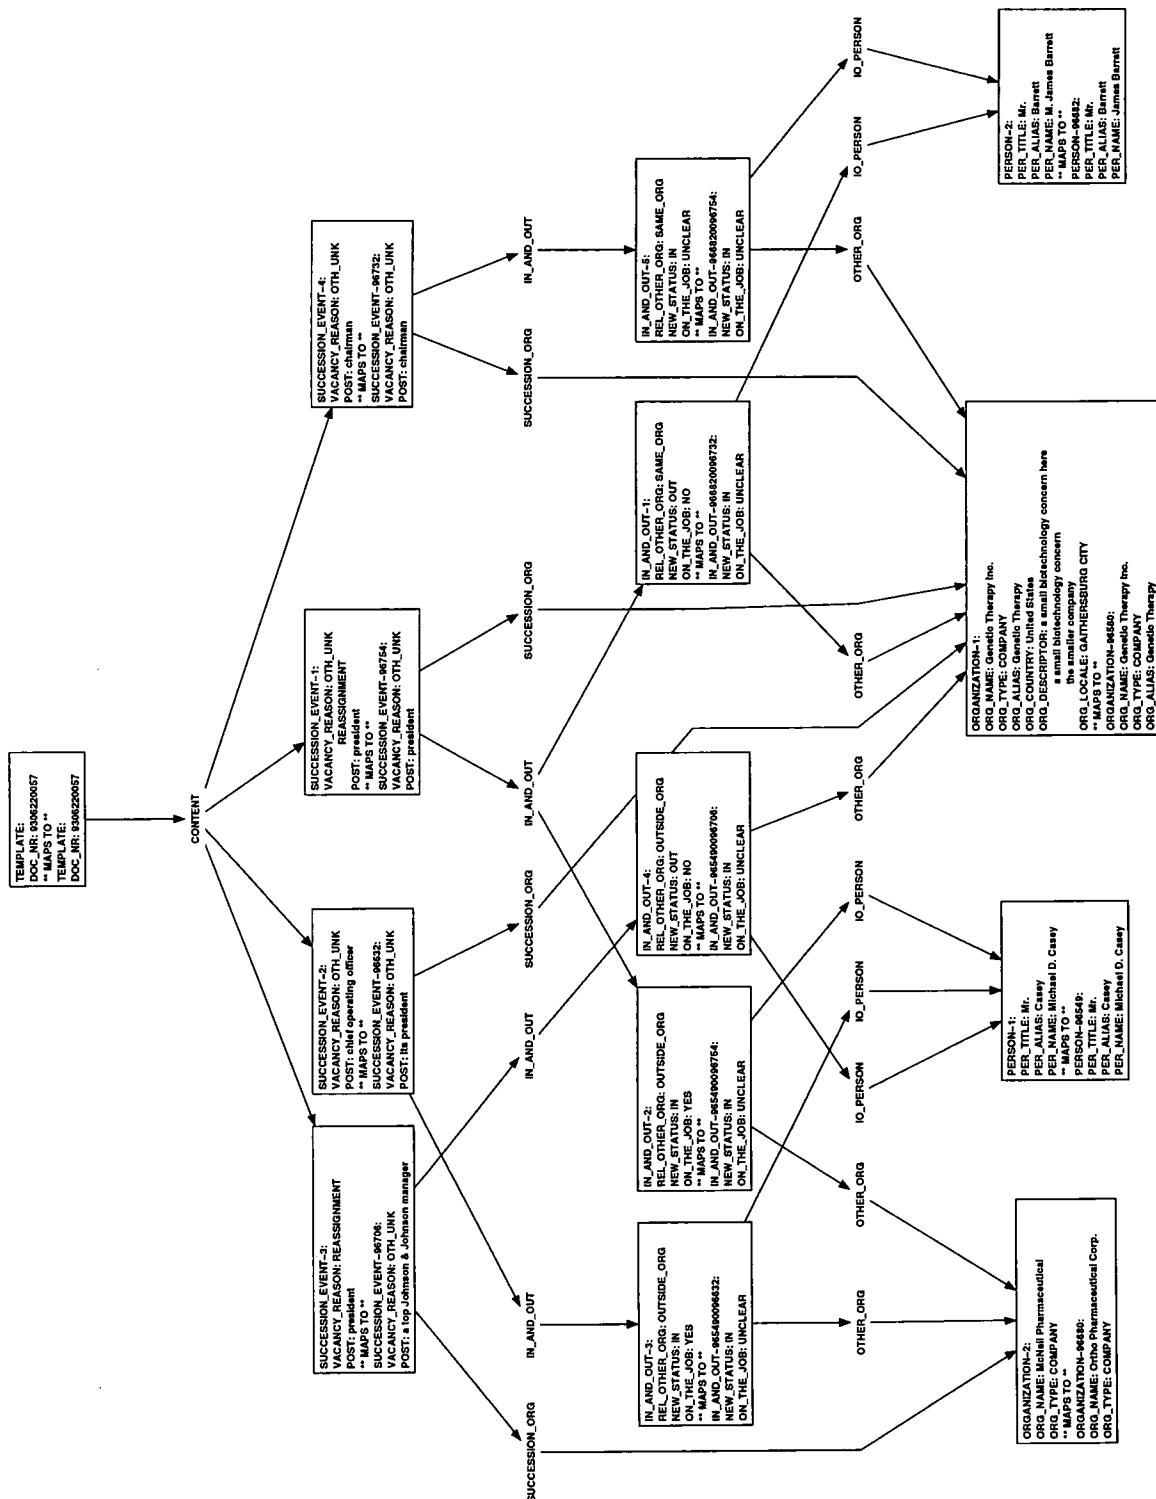 TEMPLATE:
DOC_NR: 9306220057
** MAPS TO **
TEMPLATE:
DOC_NR: 9306220057
CONTENT
SUCCESSION_EVENT-3:
VACANCY_REASON: REASSIGNMENT
POST: president
** MAPS TO **
SUCCESSION_EVENT-96706:
VACANCY_REASON: OTH_UNK
POST: a top Johnson & Johnson manager
SUCCESSION_EVENT-2:
VACANCY_REASON: OTH_UNK
POST: chief operating officer
** MAPS TO **
SUCCESSION_EVENT-96632:
VACANCY_REASON: OTH_UNK
POST: its president
SUCCESSION_EVENT-1:
VACANCY_REASON: OTH_UNK
REASSIGNMENT
POST: president
** MAPS TO **
SUCCESSION_EVENT-96754:
VACANCY_REASON: OTH_UNK
POST: president
SUCCESSION_EVENT-4:
VACANCY_REASON: OTH_UNK
POST: chairman
** MAPS TO **
SUCCESSION_EVENT-96732:
VACANCY_REASON: OTH_UNK
POST: chairman
SUCCESSION_ORG
IN_AND_OUT
IN_AND_OUT
SUCCESSION_ORG
IN_AND_OUT
SUCCESSION_ORG
SUCCESSION_ORG
IN_AND_OUT
IN_AND_OUT-3:
REL_OTHER_ORG: OUTSIDE_ORG
NEW_STATUS: IN
ON_THE_JOB: YES
** MAPS TO **
IN_AND_OUT-965490096632:
NEW_STATUS: IN
ON_THE_JOB: UNCLEAR
IN_AND_OUT-2:
REL_OTHER_ORG: OUTSIDE_ORG
NEW_STATUS: IN
ON_THE_JOB: YES
** MAPS TO **
IN_AND_OUT-965490096754:
NEW_STATUS: IN
ON_THE_JOB: UNCLEAR
IN_AND_OUT-4:
REL_OTHER_ORG: OUTSIDE_ORG
NEW_STATUS: OUT
ON_THE_JOB: NO
** MAPS TO **
IN_AND_OUT-965490096706:
NEW_STATUS: IN
ON_THE_JOB: UNCLEAR
IN_AND_OUT-1:
REL_OTHER_ORG: SAME_ORG
NEW_STATUS: OUT
ON_THE_JOB: NO
** MAPS TO **
IN_AND_OUT-966820096732:
NEW_STATUS: IN
ON_THE_JOB: UNCLEAR
IN_AND_OUT-5:
REL_OTHER_ORG: SAME_ORG
NEW_STATUS: IN
ON_THE_JOB: UNCLEAR
** MAPS TO **
IN_AND_OUT-966820096754:
NEW_STATUS: IN
ON_THE_JOB: UNCLEAR
OTHER_ORG
OTHER_ORG
IO_PERSON
IO_PERSON
IO_PERSON
OTHER_ORG
OTHER_ORG
OTHER_ORG
IO_PERSON
IO_PERSON
ORGANIZATION-2:
ORG_NAME: McNeil Pharmaceutical
ORG_TYPE: COMPANY
** MAPS TO **
ORGANIZATION-96680:
ORG_NAME: Ortho Pharmaceutical Corp.
ORG_TYPE: COMPANY
PERSON-1:
PER_TITLE: Mr.
PER_ALIAS: Casey
PER_NAME: Michael D. Casey
** MAPS TO **
PERSON-96549:
PER_TITLE: Mr.
PER_ALIAS: Casey
PER_NAME: Michael D. Casey
ORGANIZATION-1:
ORG_NAME: Genetic Therapy Inc.
ORG_TYPE: COMPANY
ORG_ALIAS: Genetic Therapy
ORG_COUNTRY: United States
ORG_DESCRIPTOR: a small biotechnology concern here
a small biotechnology concern
the smaller company
ORG_LOCALE: GAITHERSBURG CITY
** MAPS TO **
ORGANIZATION-96580:
ORG_NAME: Genetic Therapy Inc.
ORG_TYPE: COMPANY
ORG_ALIAS: Genetic Therapy
PERSON-2:
PER_TITLE: Mr.
PER_ALIAS: Barrett
PER_NAME: M. James Barrett
** MAPS TO **
PERSON-96682:
PER_TITLE: Mr.
PER_ALIAS: Barrett
PER_NAME: James Barrett